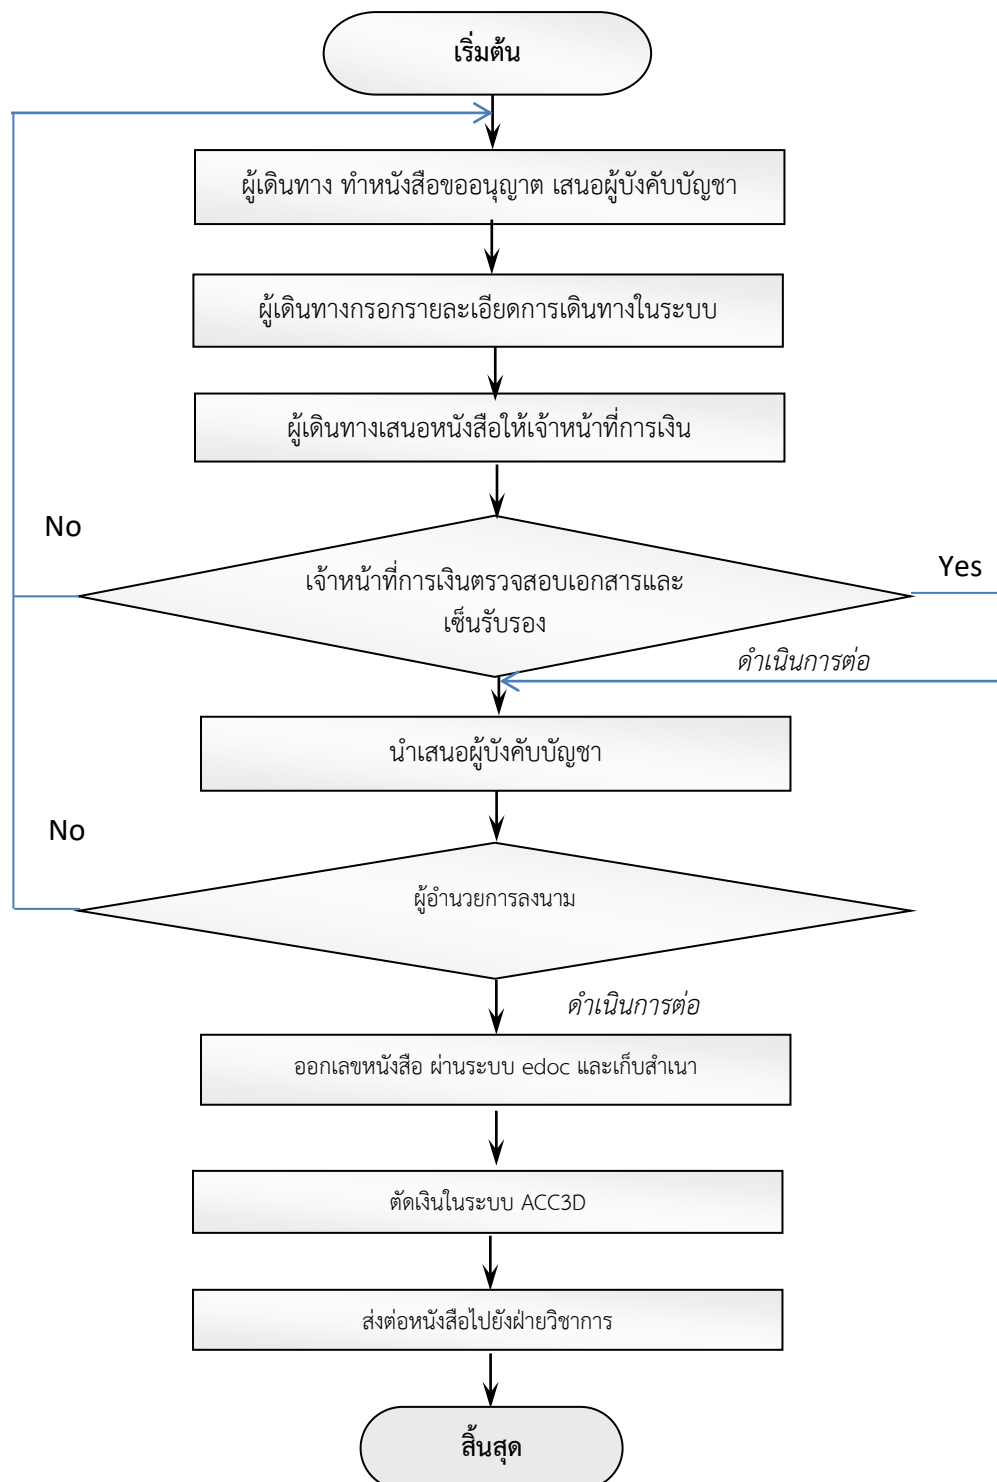 เริ่มต้น
ผู้เดินทาง ทำหนังสือขออนุญาต เสนอผู้บังคับบัญชา
ผู้เดินทางกรอกรายละเอียดการเดินทางในระบบ
ผู้เดินทางเสนอหนังสือให้เจ้าหน้าที่การเงิน
No
Yes
เจ้าหน้าที่การเงินตรวจสอบเอกสารและ
เซ็นรับรอง
ดำเนินการต่อ
นำเสนอผู้บังคับบัญชา
No
ผู้อำนวยการลงนาม
ดำเนินการต่อ
ออกเลขหนังสือ ผ่านระบบ edoc และเก็บสำเนา
ตัดเงินในระบบ ACC3D
ส่งต่อหนังสือไปยังฝ่ายวิชาการ
สิ้นสุด